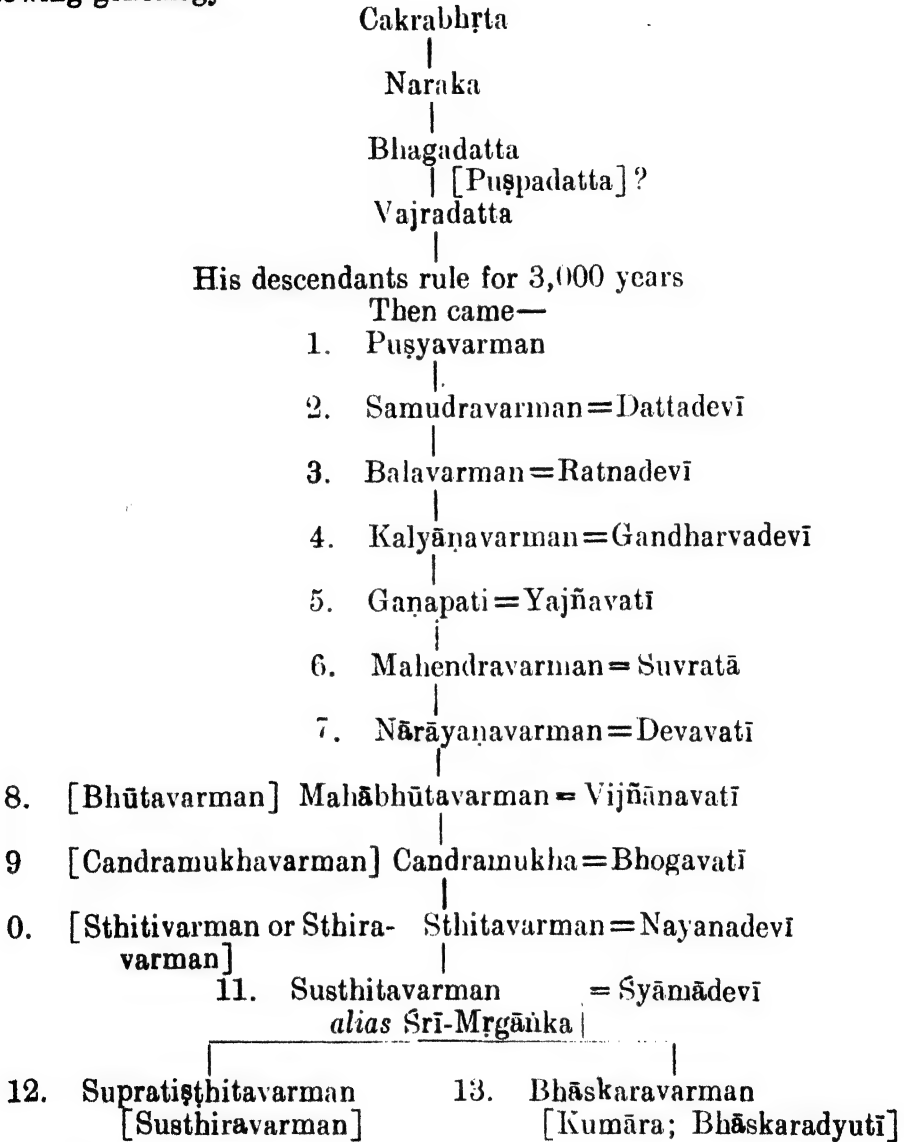 Cakrabhṛta
Naraka
Bhagadatta
[Puṣpadatta]?
Vajradatta
His descendants rule for 3,000 years
Then came—
1. Puṣyavarman
2. Samudravarman=Dattadevī
3. Balavarman=Ratnadevī
4. Kalyāṇavarman=Gandharvadevī
5. Gaṇapati=Yajñavatī
6. Mahendravarman=Suvratā
7. Nārāyaṇavarman=Devavatī
8. [Bhūtavarman] Mahābhūtavarman=Vijñānavatī
9 [Candramukhavarman] Candramukha=Bhogavatī
0. [Sthitivarman or Sthira- Sthitavarman=Nayanadevī
varman]
11. Susthitavarman = Śyāmādevī
alias Śrī-Mṛgāṅka
12. Supratiṣṭhitavarman 13. Bhāskaravarman
[Susthiravarman] [Kumāra; Bhāskaradyutī]